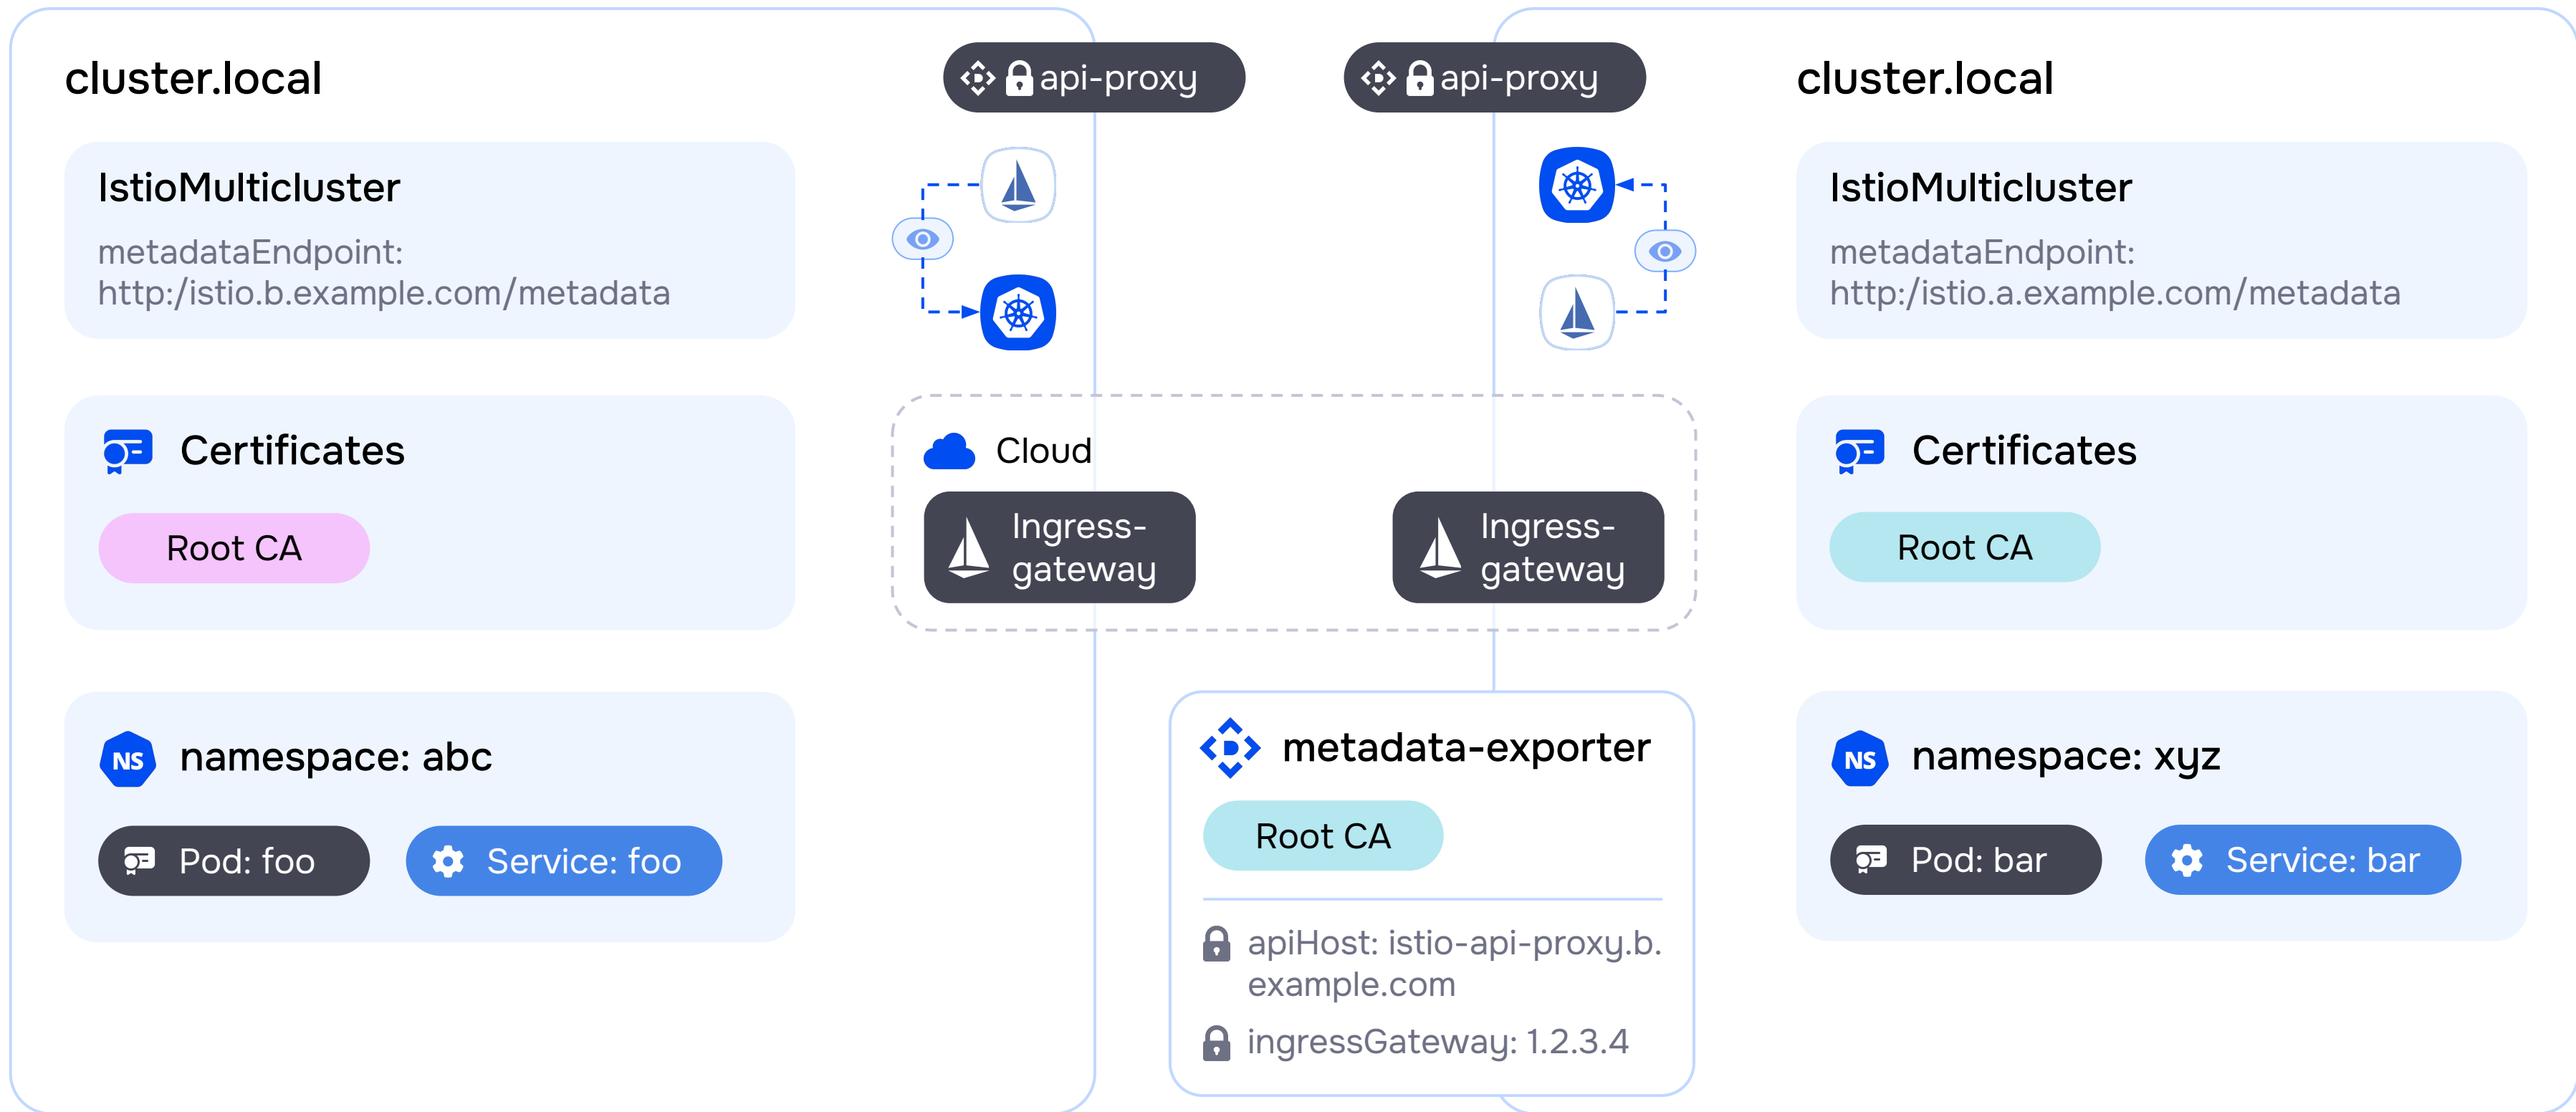 cluster.local
IstioMulticluster
metadataEndpoint:
http:/istio.b.example.com/metadata
Certificates
Root CA
NS
namespace: abc
Pod: foo
Service: foo
api-proxy
api-proxy
Cloud
Ingress-
gateway
Ingress-
gateway
metadata-exporter
Root CA
apiHost: istio-api-proxy.b.
example.com
ingressGateway: 1.2.3.4
cluster.local
IstioMulticluster
metadataEndpoint:
http:/istio.a.example.com/metadata
Certificates
Root CA
NS
namespace: xyz
Pod: bar
Service: bar